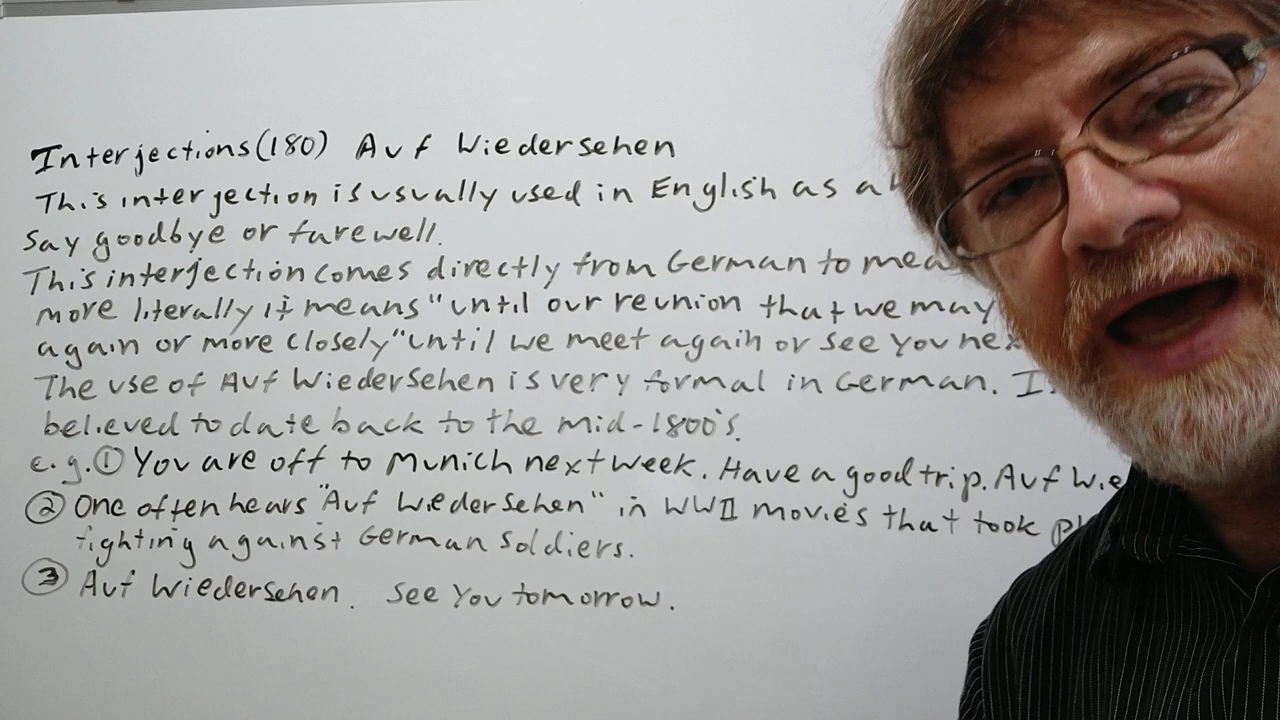 Interjections (180) Auf Wiedersehen
This interjection is usually used in English as a
say goodbye or farewell.
This interjection comes directly from German to
more literally it means "until our reunion that we may
again or more closely "until we meet again or see you
The use of Auf Wiedersehen is very formal in German.
believed to date back to the mid-1800's.
e.g. ① You are off to Munich next week. Have a good trip. Auf
② One often hears "Auf Wiedersehen" in WWII movies that took
fighting against German soldiers.
③ Auf Wiedersehen. See you tomorrow.